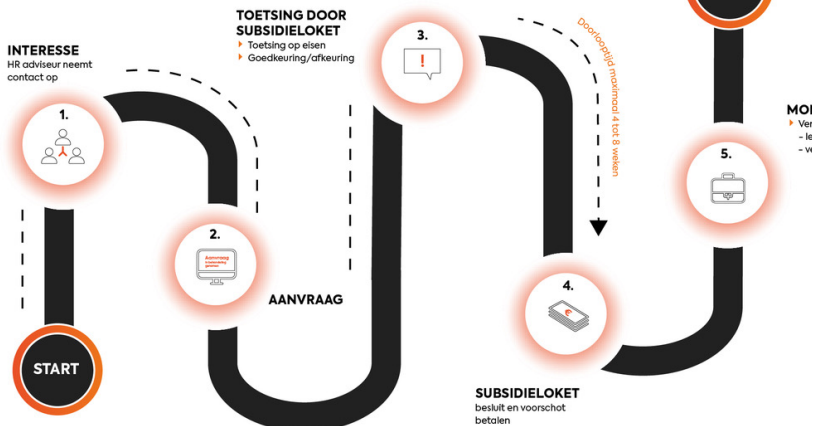 START
INTERESSE
HR adviseur neemt
contact op
1.
2.
Aanvraag
AANVRAAG
TOETSING DOOR
SUBSIDIELOKET
Toetsing op eisen
Goedkeuring/afkeuring
3.
!
Doorlooptijd maximaal 4 tot 8 weken
4.
€
SUBSIDIELOKET
besluit en voorschot
betalen
5.